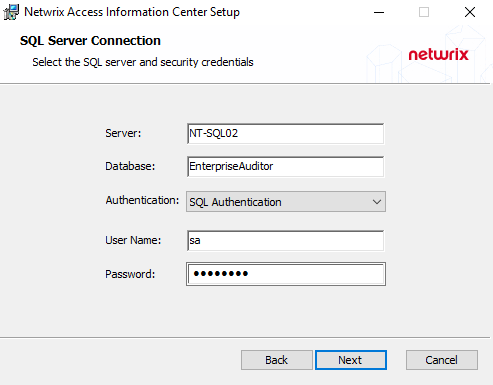 Netwrix Access Information Center Setup
SQL Server Connection
Select the SQL server and security credentials
netwrix
Server: NT-SQL02
Database: EnterpriseAuditor
Authentication: SQL Authentication
User Name: sa
Password: ●●●●●●●●
Back Next Cancel